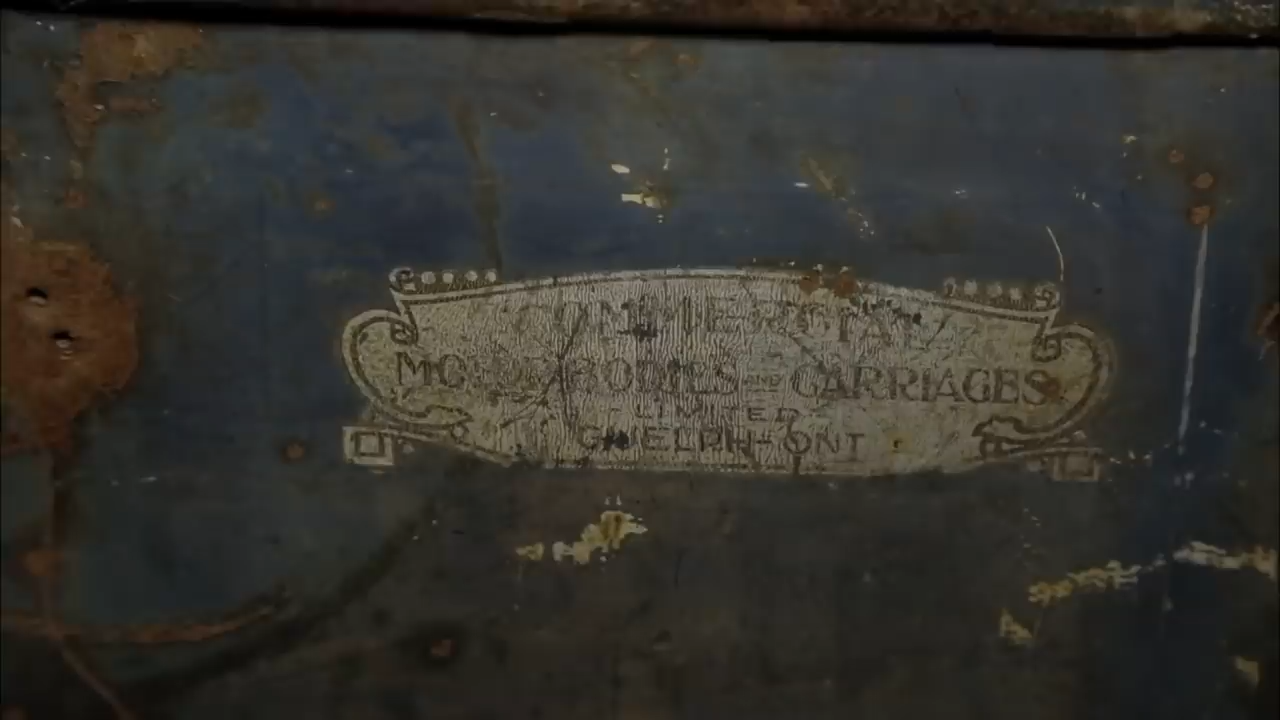 COMMERCIAL
MOTOR BODIES AND CARRIAGES
LIMITED
GUELPH-ONT